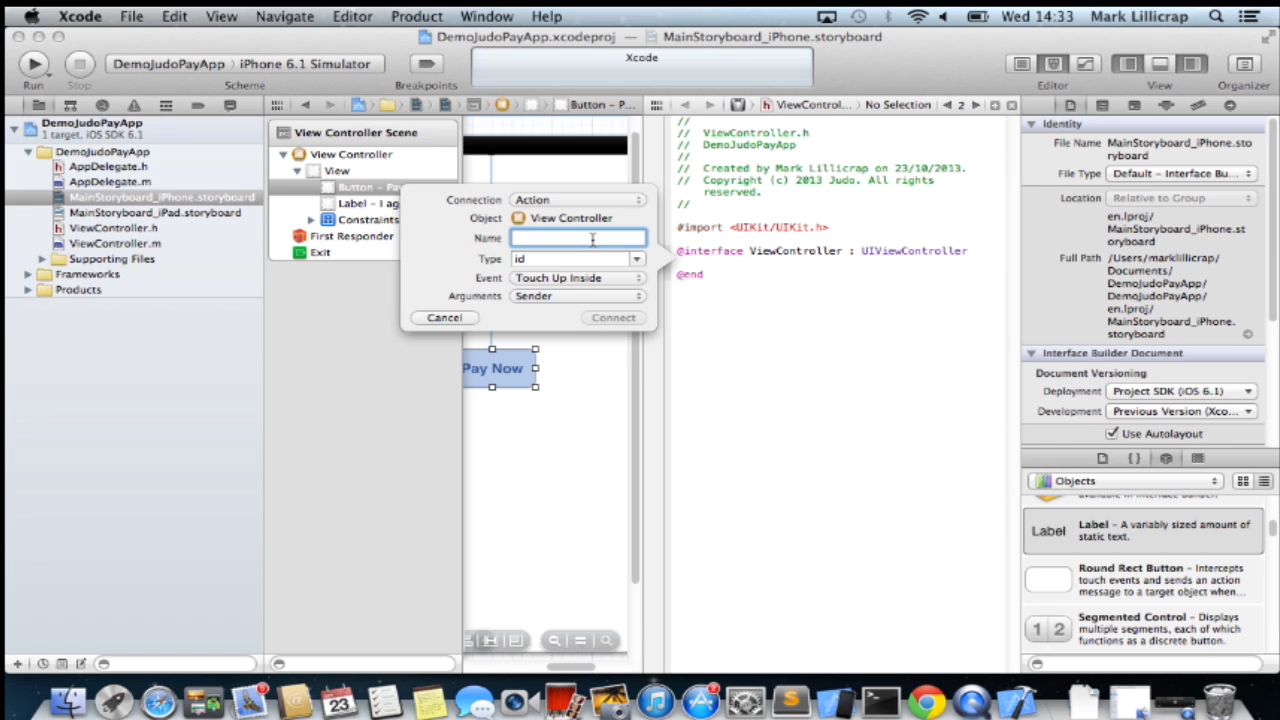 Xcode File Edit View Navigate Editor Product Window Help Wed 14:33 Mark Lillicrap
DemoJudoPayApp.xcodeproj — MainStoryboard_iPhone.storyboard
DemoJudoPayApp 〉 iPhone 6.1 Simulator
Xcode
Run Stop Scheme Breakpoints Editor View Organizer
Button – P... ViewControl... No Selection 2
DemoJudoPayApp
1 target, iOS SDK 6.1
DemoJudoPayApp
AppDelegate.h
AppDelegate.m
MainStoryboard_iPhone.storyboard
MainStoryboard_iPad.storyboard
ViewController.h
ViewController.m
Supporting Files
Frameworks
Products
View Controller Scene
View Controller
View
Button – Pa
Label – I ag
Constraints
First Responder
Exit
Connection Action
Object View Controller
Name
Type id
Event Touch Up Inside
Arguments Sender
Cancel Connect
Pay Now
//
// ViewController.h
// DemoJudoPayApp
//
// Created by Mark Lillicrap on 23/10/2013.
// Copyright (c) 2013 Judo. All rights
reserved.
//
#import <UIKit/UIKit.h>
@interface ViewController : UIViewController
@end
Identity
File Name MainStoryboard_iPhone.sto
ryboard
File Type Default – Interface Bu...
Location Relative to Group
en.lproj/
MainStoryboard_iPhone.st
oryboard
Full Path /Users/marklillicrap/
Documents/
DemoJudoPayApp/
DemoJudoPayApp/
en.lproj/
MainStoryboard_iPhone.
storyboard
Interface Builder Document
Document Versioning
Deployment Project SDK (iOS 6.1)
Development Previous Version (Xco...
Use Autolayout
{ }
Objects
available in Interface Builder.
Label Label – A variably sized amount of
static text.
Round Rect Button – Intercepts
touch events and sends an action
message to a target object when...
1 2 Segmented Control – Displays
multiple segments, each of which
functions as a discrete button.
23